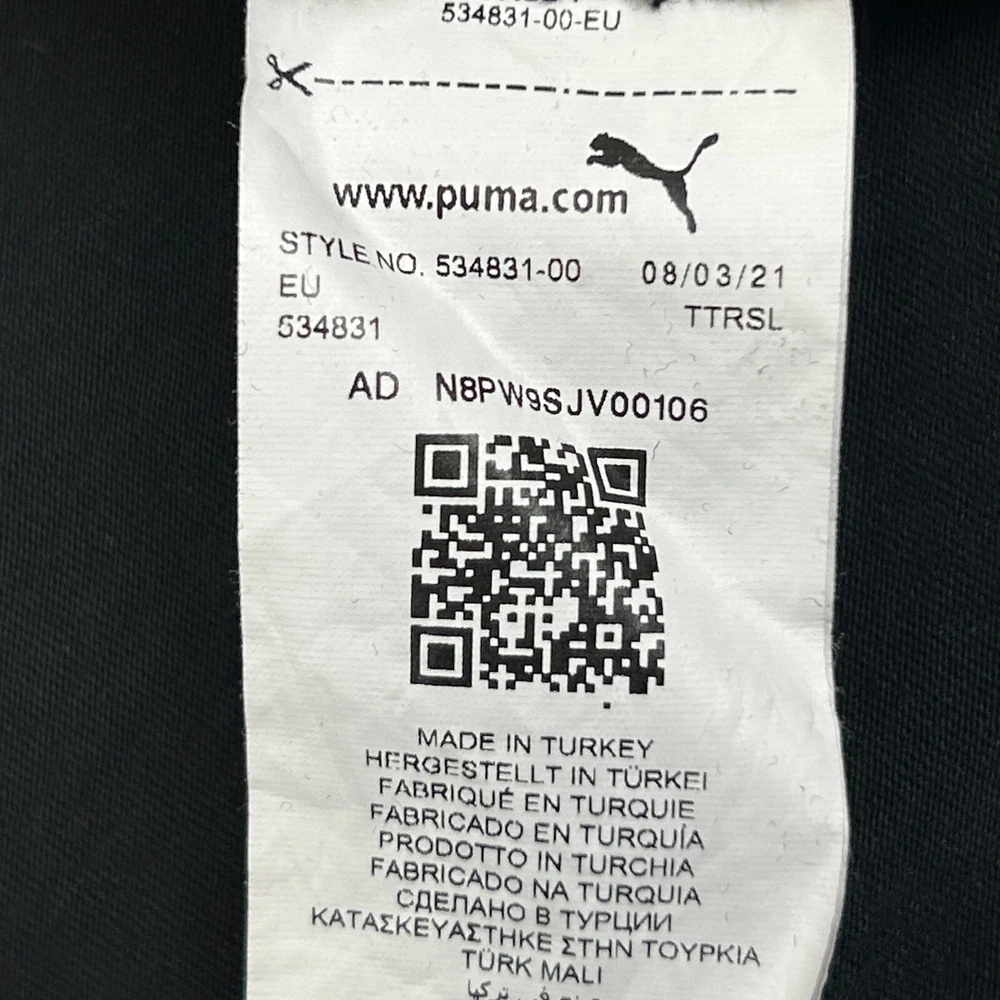 534831-00-EU
www.puma.com
STYLE NO. 534831-00 08/03/21
EU TTRSL
534831
AD N8PW9SJV00106
MADE IN TURKEY
HERGESTELLT IN TÜRKEI
FABRIQUÉ EN TURQUIE
FABRICADO EN TURQUÍA
PRODOTTO IN TURCHIA
FABRICADO NA TURQUIA
СДЕЛАНО В ТУРЦИИ
ΚΑΤΑΣΚΕΥΑΣΤΗΚΕ ΣΤΗΝ ΤΟΥΡΚΙΑ
TÜRK MALI
في تركيا